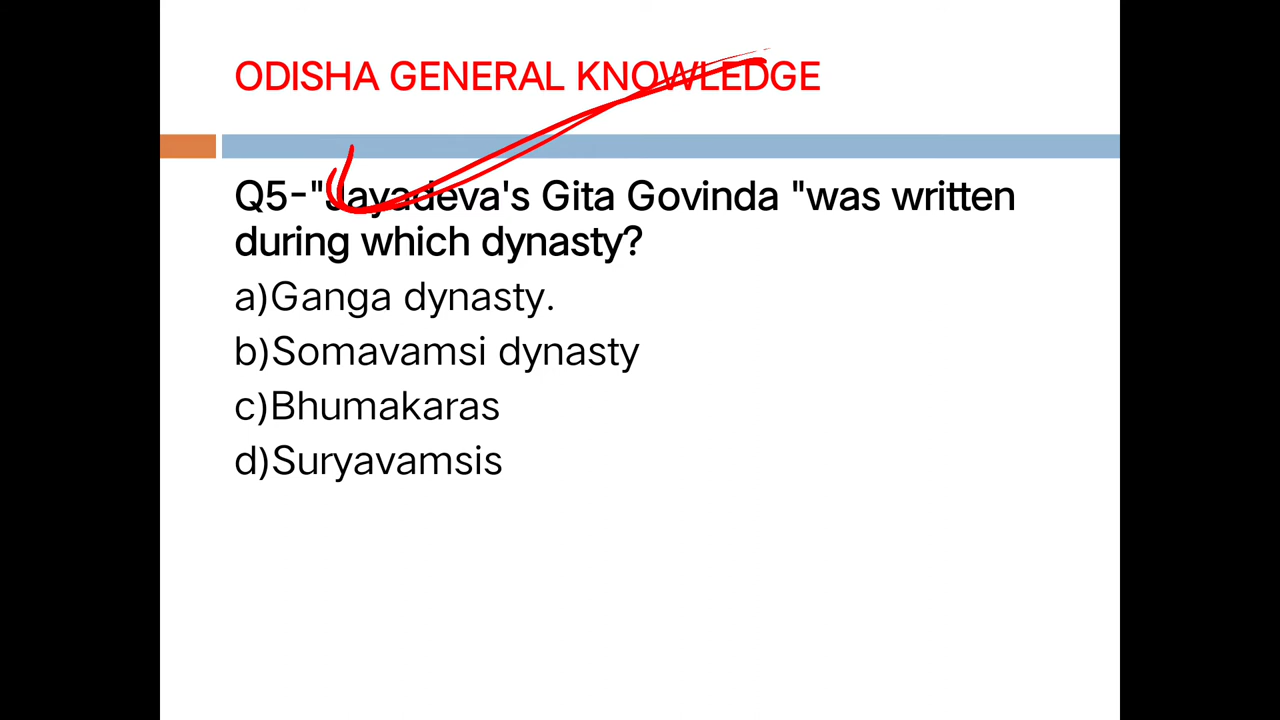 ODISHA GENERAL KNOWLEDGE
Q5-"Jayadeva's Gita Govinda "was written
during which dynasty?
a)Ganga dynasty.
b)Somavamsi dynasty
c)Bhumakaras
d)Suryavamsis